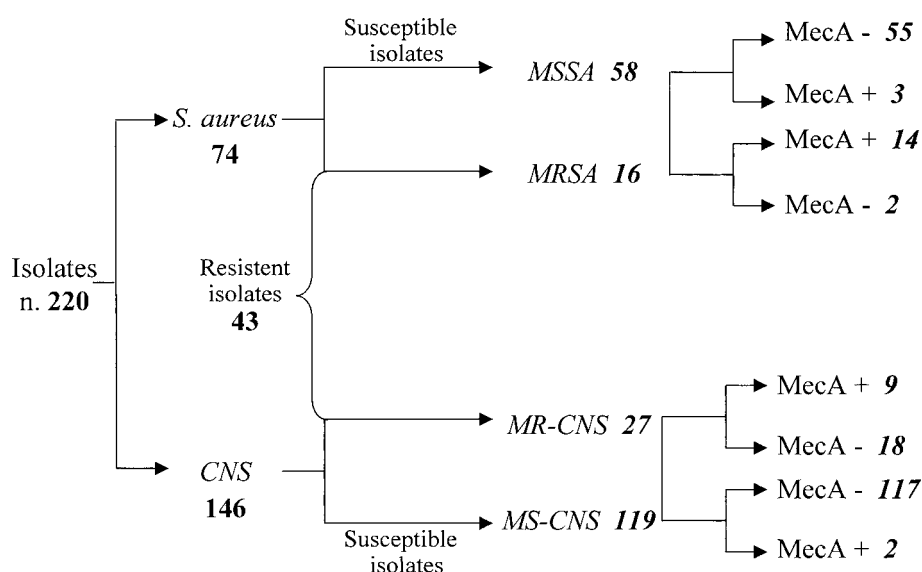 Susceptible
isolates
MSSA 58
MecA - 55
MecA + 3
S. aureus
74
MRSA 16
MecA + 14
MecA - 2
Isolates
n. 220
Resistent
isolates
43
MR-CNS 27
MecA + 9
MecA - 18
CNS
146
MS-CNS 119
MecA - 117
MecA + 2
Susceptible
isolates